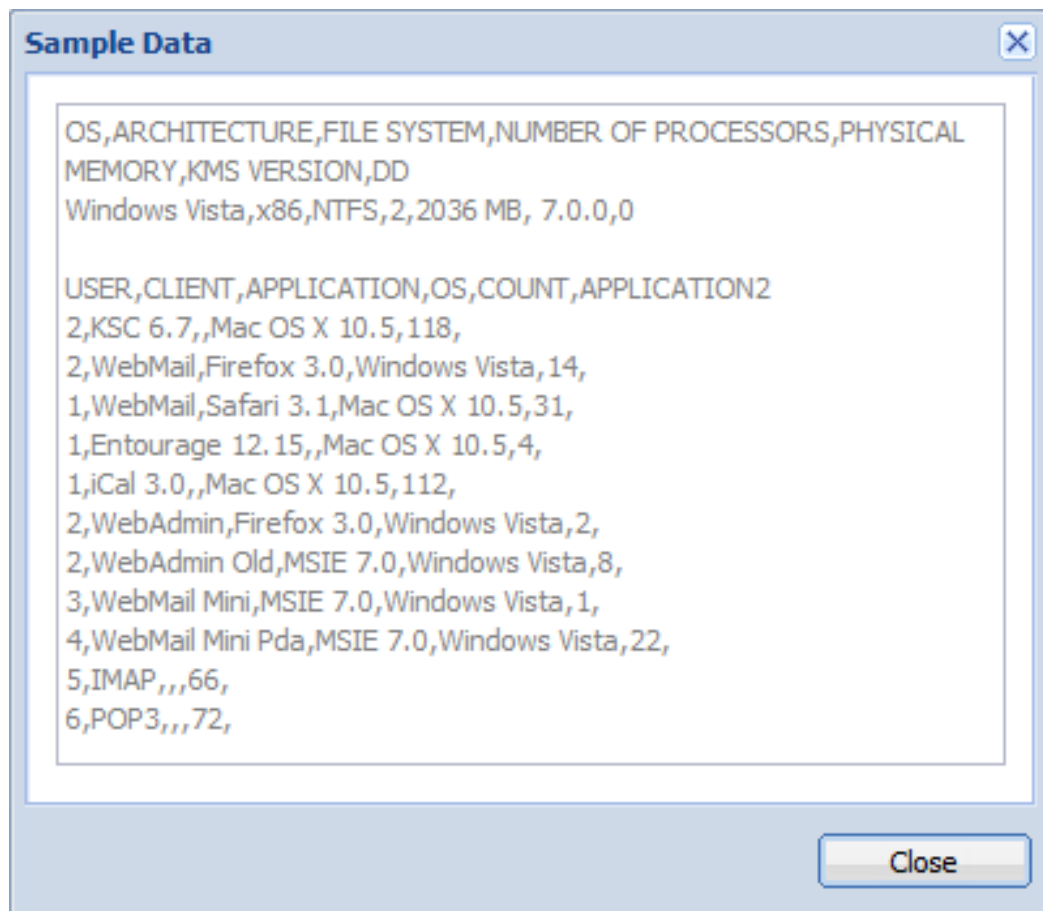 Sample Data
OS,ARCHITECTURE,FILE SYSTEM,NUMBER OF PROCESSORS,PHYSICAL
MEMORY,KMS VERSION,DD
Windows Vista,x86,NTFS,2,2036 MB, 7.0.0,0
USER,CLIENT,APPLICATION,OS,COUNT,APPLICATION2
2,KSC 6.7,,Mac OS X 10.5,118,
2,WebMail,Firefox 3.0,Windows Vista,14,
1,WebMail,Safari 3.1,Mac OS X 10.5,31,
1,Entourage 12.15,,Mac OS X 10.5,4,
1,iCal 3.0,,Mac OS X 10.5,112,
2,WebAdmin,Firefox 3.0,Windows Vista,2,
2,WebAdmin Old,MSIE 7.0,Windows Vista,8,
3,WebMail Mini,MSIE 7.0,Windows Vista,1,
4,WebMail Mini Pda,MSIE 7.0,Windows Vista,22,
5,IMAP,,,66,
6,POP3,,,72,
Close